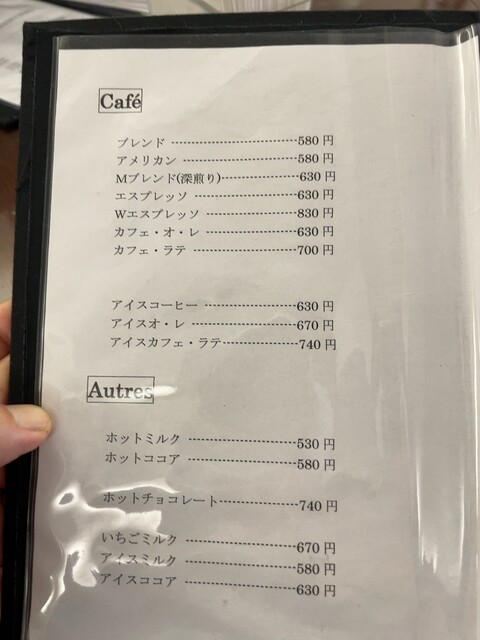 Café
ブレンド ----------------------------580 円
アメリカン --------------------------580 円
Mブレンド(深煎り)------------------630 円
エスプレッソ ------------------------630 円
Wエスプレッソ ----------------------830 円
カフェ・オ・レ ----------------------630 円
カフェ・ラテ ------------------------700 円
アイスコーヒー ----------------------630 円
アイスオ・レ ------------------------670 円
アイスカフェ・ラテ-----------------740 円
Autres
ホットミルク ------------------------530 円
ホットココア ------------------------580 円
ホットチョコレート------------------740 円
いちごミルク ------------------------670 円
アイスミルク ------------------------580 円
アイスココア ------------------------630 円